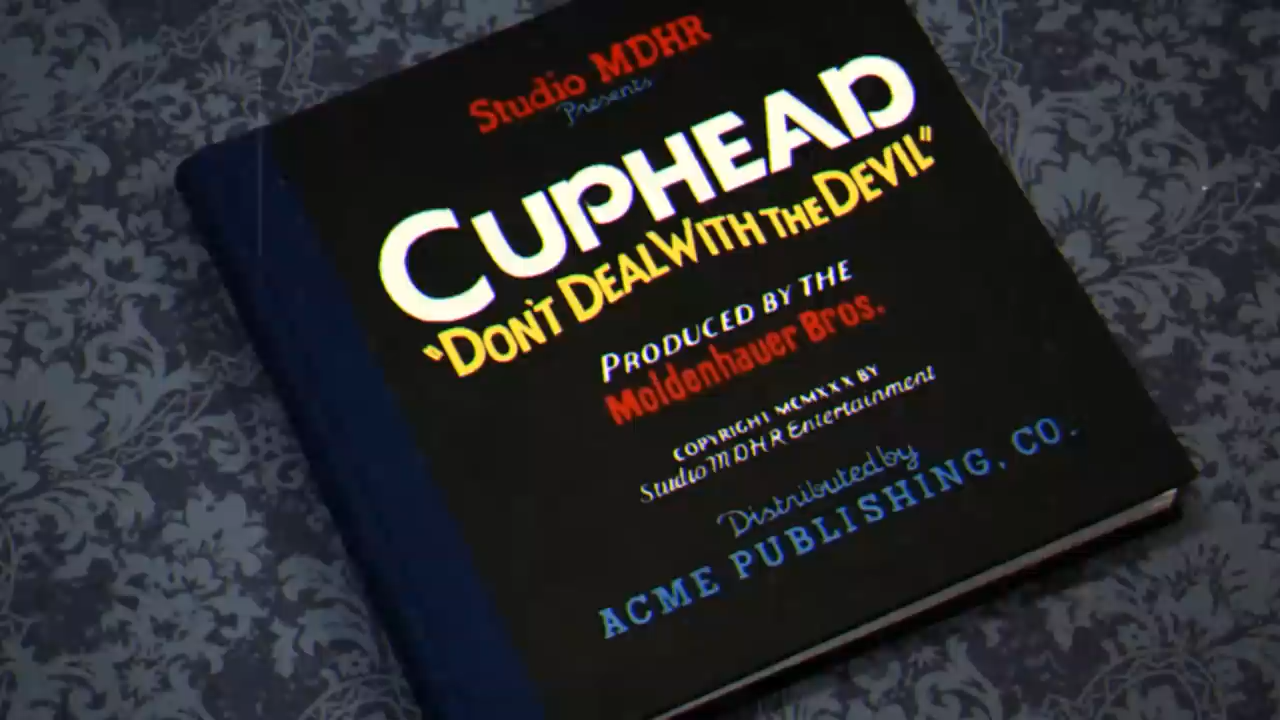 Studio MDHR
Presents
CUPHEAD
"DON'T DEAL WITH THE DEVIL"
PRODUCED BY THE
Moldenhauer Bros.
COPYRIGHT MCMXXX BY
Studio MDHR Entertainment
Distributed by
ACME PUBLISHING, CO.